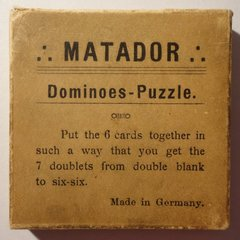 ∴ MATADOR ∴
Dominoes-Puzzle.
Put the 6 cards together in
such a way that you get the
7 doublets from double blank
to six-six.
Made in Germany.